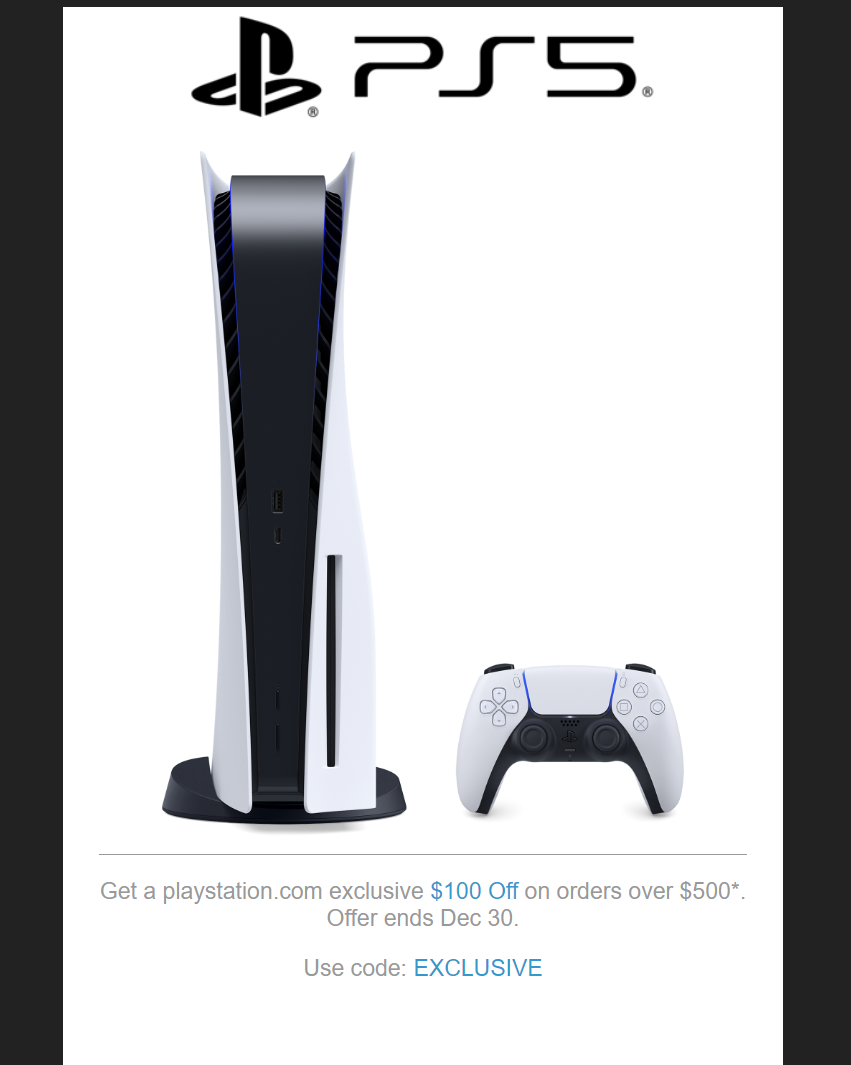 PS5
Get a playstation.com exclusive $100 Off on orders over $500*.
Offer ends Dec 30.
Use code: EXCLUSIVE